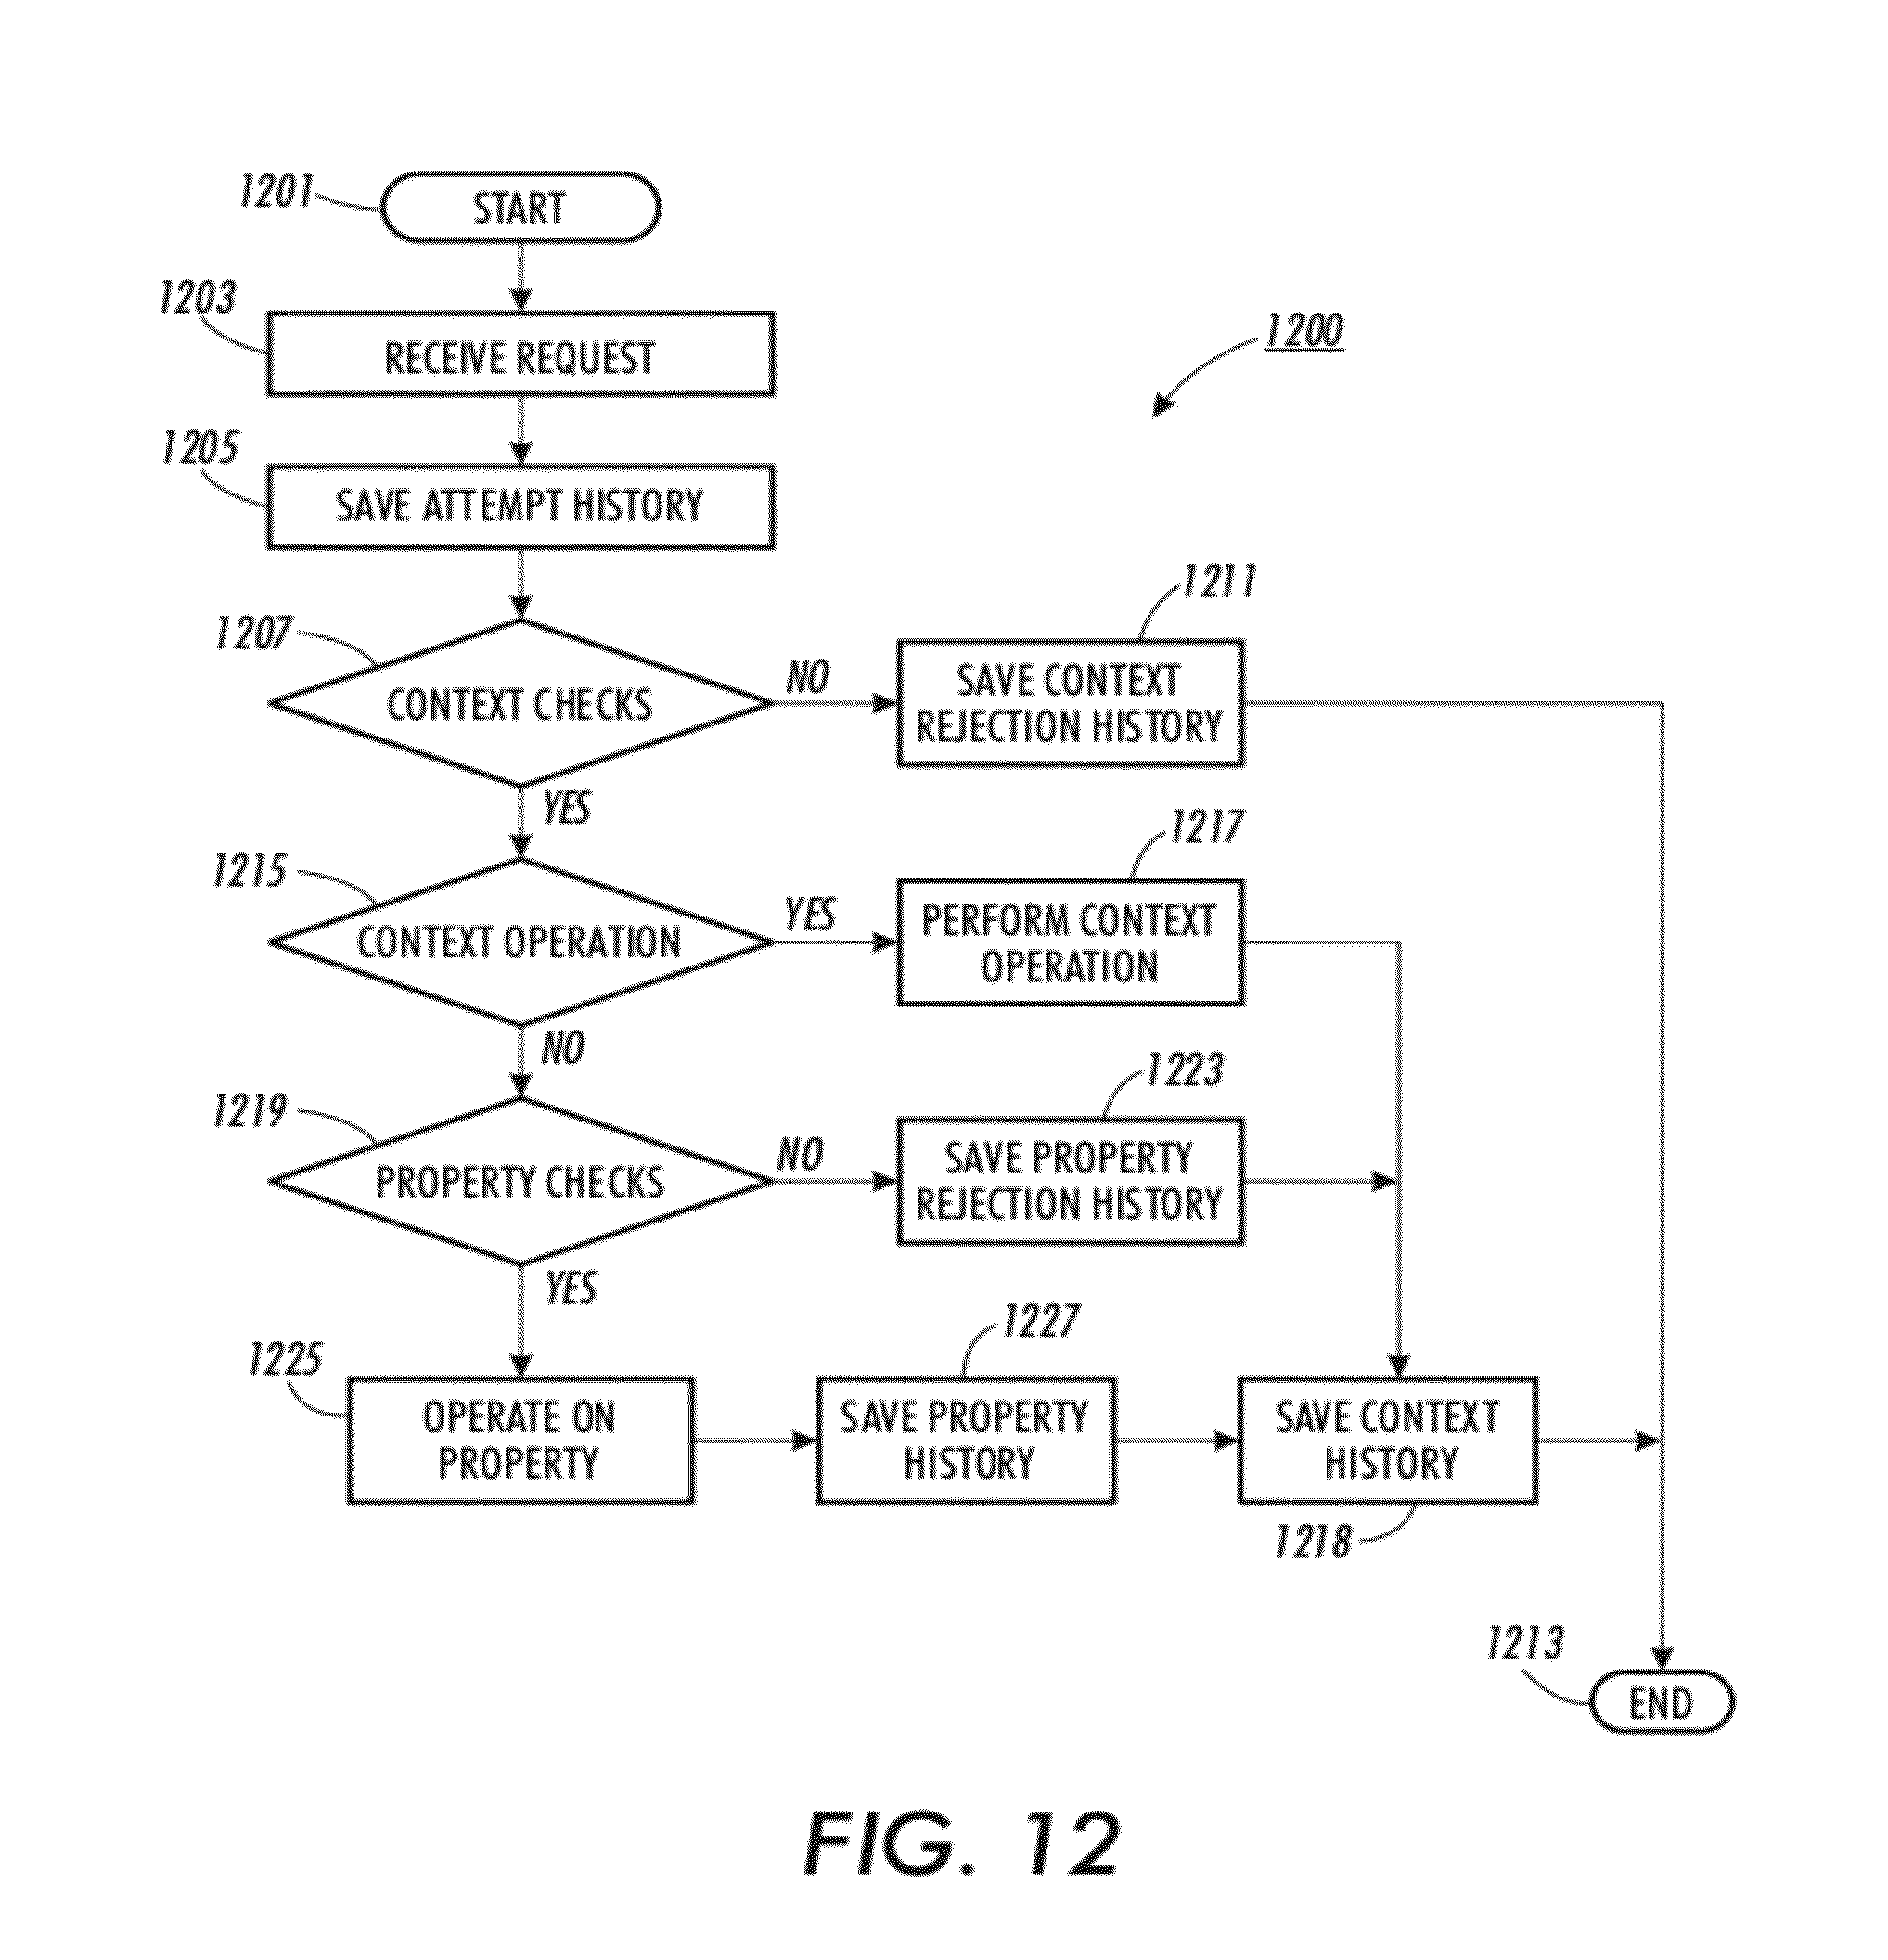 1201
START
1203
RECEIVE REQUEST
1200
1205
SAVE ATTEMPT HISTORY
1211
1207
CONTEXT CHECKS
NO
SAVE CONTEXT
REJECTION HISTORY
YES
1217
1215
CONTEXT OPERATION
YES
PERFORM CONTEXT
OPERATION
NO
1223
1219
PROPERTY CHECKS
NO
SAVE PROPERTY
REJECTION HISTORY
YES
1227
1225
OPERATE ON
PROPERTY
SAVE PROPERTY
HISTORY
SAVE CONTEXT
HISTORY
1218
1213
END
FIG. 12